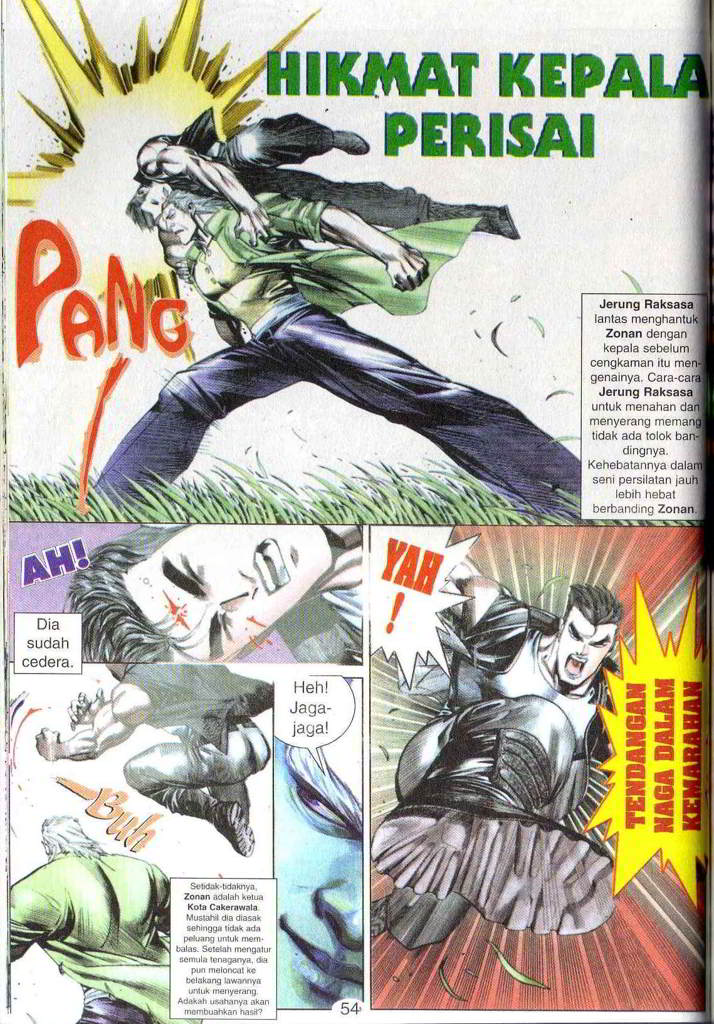 HIKMAT KEPALA
PERISAI
PANG
!
Jerung Raksasa
lantas menghantuk
Zonan dengan
kepala sebelum
cengkaman itu men-
genainya. Cara-cara
Jerung Raksasa
untuk menahan dan
menyerang memang
tidak ada tolok ban-
dingnya.
Kehebatannya dalam
seni persilatan jauh
lebih hebat
berbanding Zonan.
AH!
Dia
sudah
cedera.
YAH
!
TENDANGAN
NAGA DALAM
KEMARAHAN
Heh!
Jaga-
jaga!
Buh
Setidak-tidaknya,
Zonan adalah ketua
Kota Cakerawala.
Mustahil dia diasak
sehingga tidak ada
peluang untuk mem-
balas. Setelah mengatur
semula tenaganya, dia
pun meloncat ke
belakang lawannya
untuk menyerang.
Adakah usahanya akan
membuahkan hasil?
54